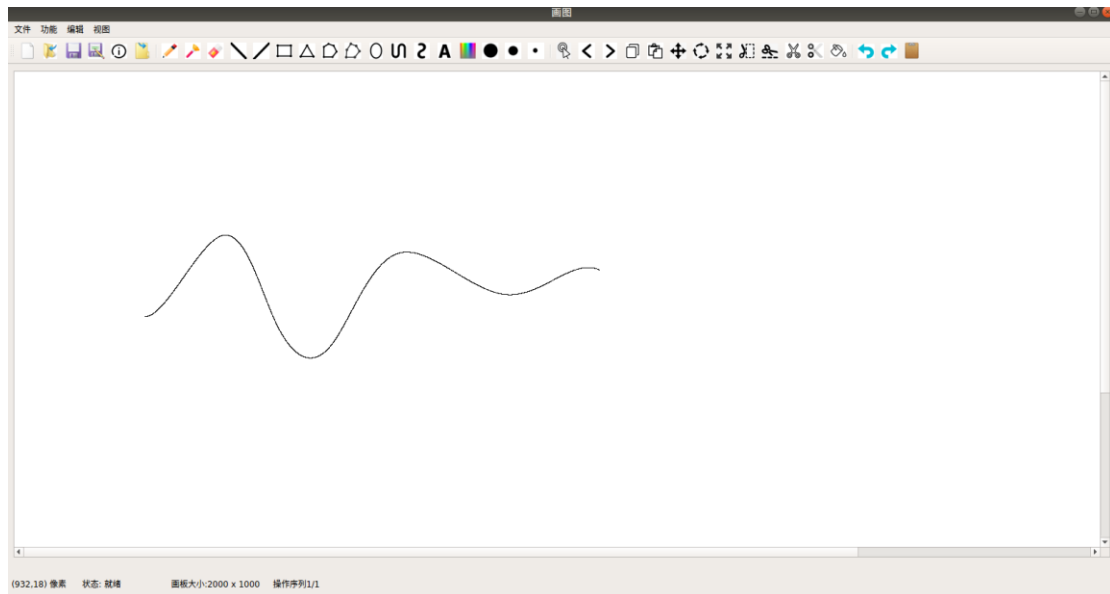 画图
文件 功能 编辑 视图
A
(932,18) 像素 状态: 就绪 画板大小:2000 x 1000 操作序列1/1